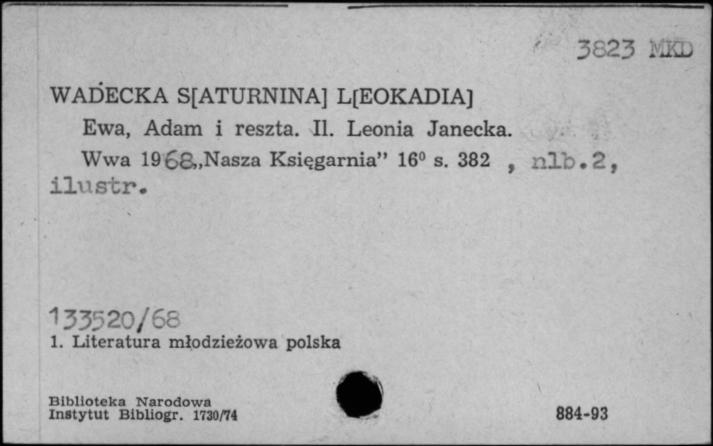 3823 MKD
WADECKA S[ATURNINA] L[EOKADIA]
Ewa, Adam i reszta. Il. Leonia Janecka.
Wwa 1968 „Nasza Księgarnia” 16⁰ s. 382 , nlb.2,
ilustr.
133520/68
1. Literatura młodzieżowa polska
Biblioteka Narodowa
Instytut Bibliogr. 1730/74
884-93